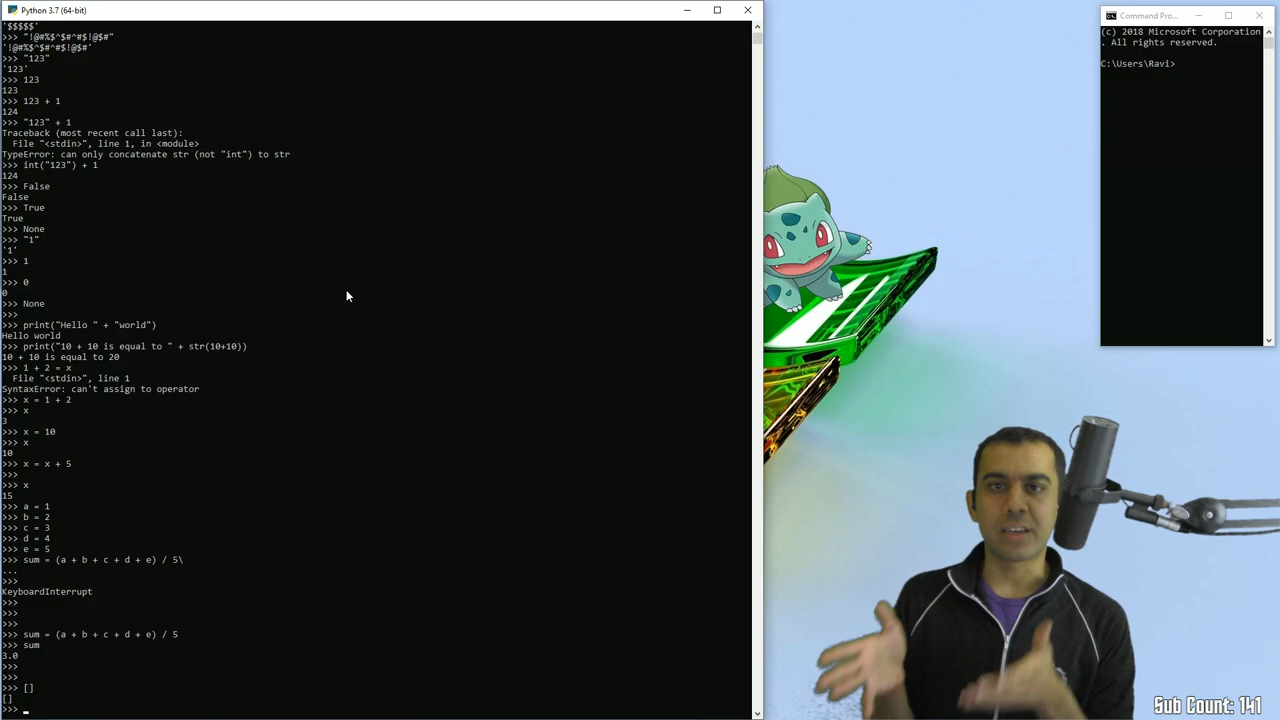 Python 3.7 (64-bit)
'$$$$$'
>>> "!@#%$^$#^#$!@$#"
'!@#%$^$#^#$!@$#'
>>> "123"
'123'
>>> 123
123
>>> 123 + 1
124
>>> "123" + 1
Traceback (most recent call last):
  File "<stdin>", line 1, in <module>
TypeError: can only concatenate str (not "int") to str
>>> int("123") + 1
124
>>> False
False
>>> True
True
>>> None
>>> "1"
'1'
>>> 1
1
>>> 0
0
>>> None
>>>
>>> print("Hello " + "world")
Hello world
>>> print("10 + 10 is equal to " + str(10+10))
10 + 10 is equal to 20
>>> 1 + 2 = x
  File "<stdin>", line 1
SyntaxError: can't assign to operator
>>> x = 1 + 2
>>> x
3
>>> x = 10
>>> x
10
>>> x = x + 5
>>>
>>> x
15
>>> a = 1
>>> b = 2
>>> c = 3
>>> d = 4
>>> e = 5
>>> sum = (a + b + c + d + e) / 5\
...
>>>
KeyboardInterrupt
>>>
>>>
>>>
>>> sum = (a + b + c + d + e) / 5
>>> sum
3.0
>>>
>>>
>>> []
[]
>>>
Command Pro...
(c) 2018 Microsoft Corporation
. All rights reserved.
C:\Users\Ravi>
Sub Count: 141